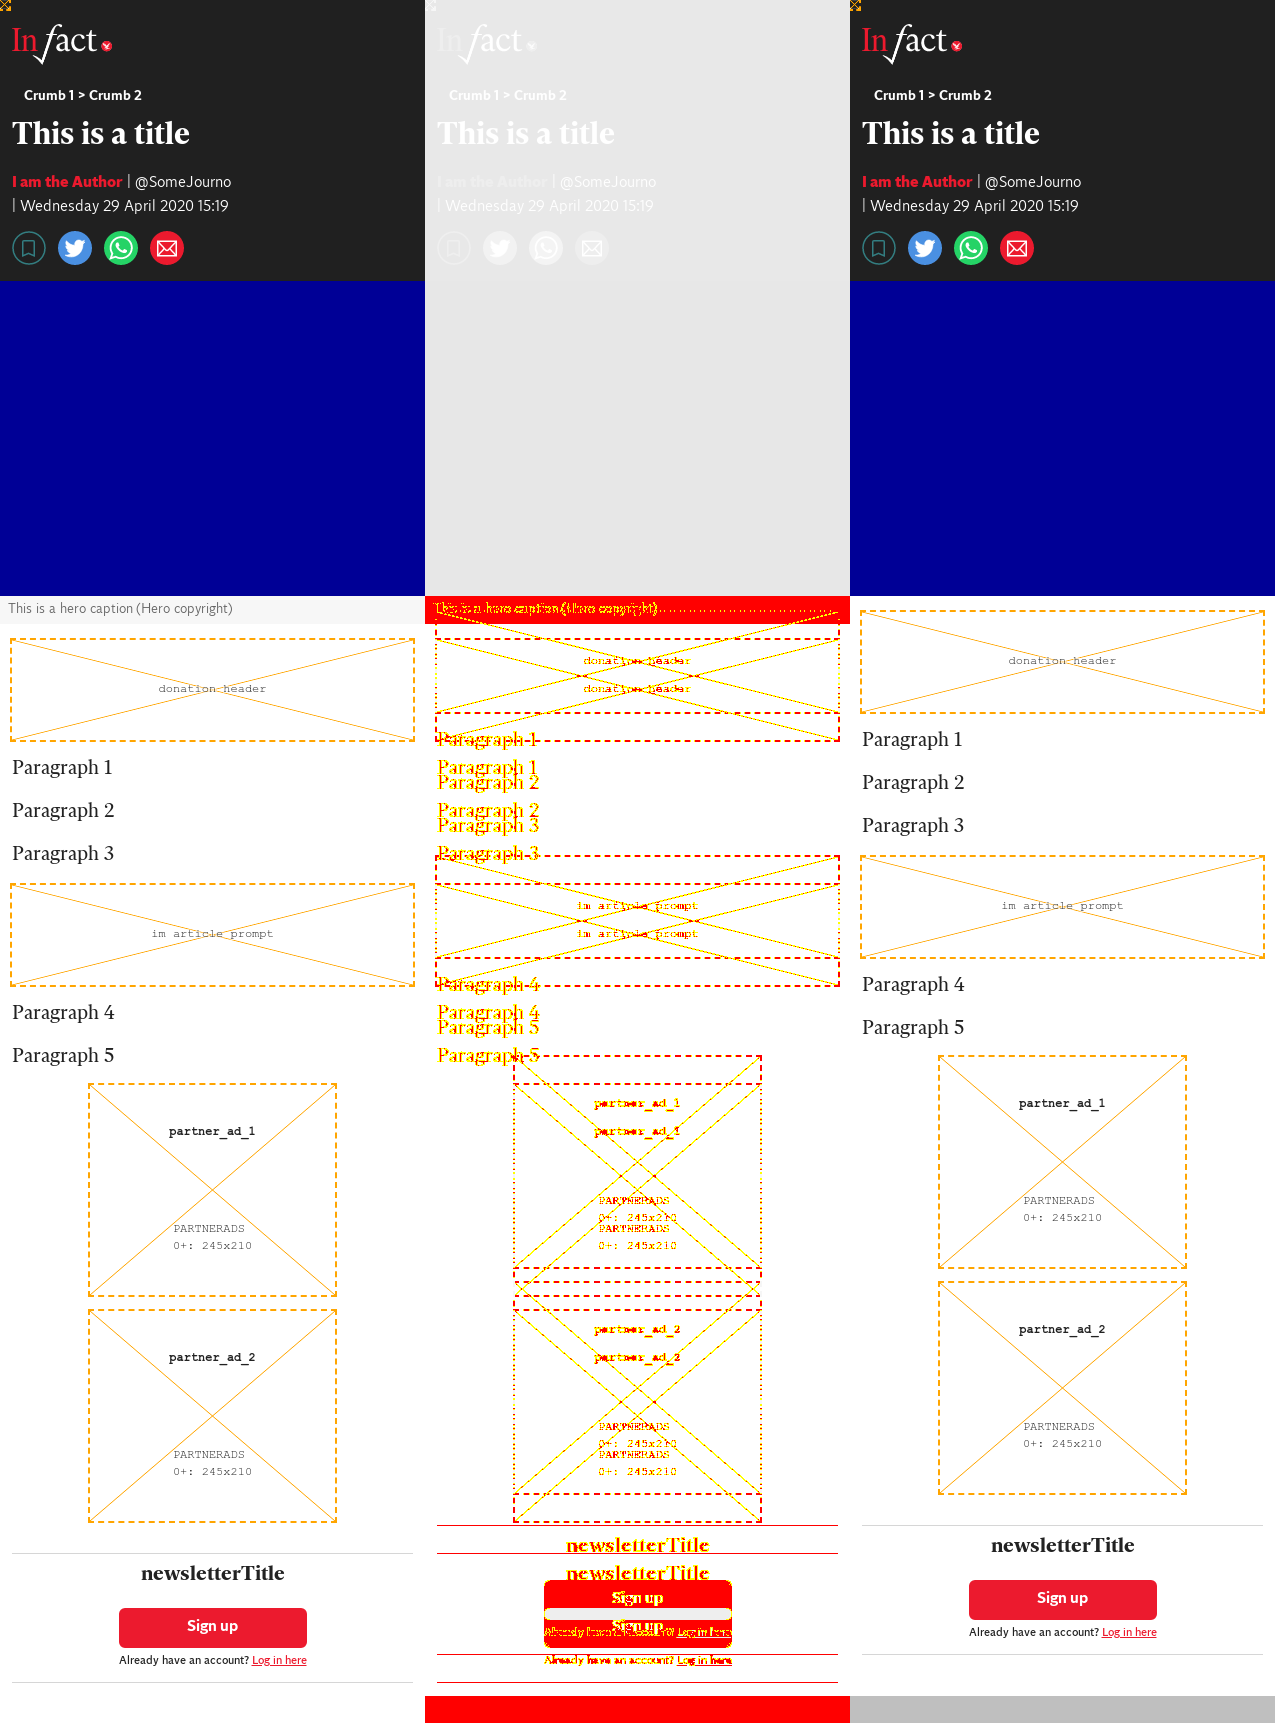 In fact
Crumb 1 > Crumb 2
This is a title
I am the Author | @SomeJourno
| Wednesday 29 April 2020 15:19
This is a hero caption (Hero copyright)
donation header
Paragraph 1
Paragraph 2
Paragraph 3
im article prompt
Paragraph 4
Paragraph 5
partner_ad_1
PARTNERADS
0+: 245x210
partner_ad_2
PARTNERADS
0+: 245x210
newsletterTitle
Sign up
Already have an account? Log in here
In fact
Crumb 1 > Crumb 2
This is a title
I am the Author | @SomeJourno
| Wednesday 29 April 2020 15:19
This is a hero caption (Hero copyright)
donation header
donation header
Paragraph 1
Paragraph 1
Paragraph 2
Paragraph 2
Paragraph 3
Paragraph 3
im article prompt
im article prompt
Paragraph 4
Paragraph 4
Paragraph 5
Paragraph 5
partner_ad_1
partner_ad_1
PARTNERADS
0+: 245x210
PARTNERADS
0+: 245x210
partner_ad_2
partner_ad_2
PARTNERADS
0+: 245x210
PARTNERADS
0+: 245x210
newsletterTitle
newsletterTitle
Sign up
Sign up
Already have an account? Log in here
Already have an account? Log in here
In fact
Crumb 1 > Crumb 2
This is a title
I am the Author | @SomeJourno
| Wednesday 29 April 2020 15:19
donation header
Paragraph 1
Paragraph 2
Paragraph 3
im article prompt
Paragraph 4
Paragraph 5
partner_ad_1
PARTNERADS
0+: 245x210
partner_ad_2
PARTNERADS
0+: 245x210
newsletterTitle
Sign up
Already have an account? Log in here